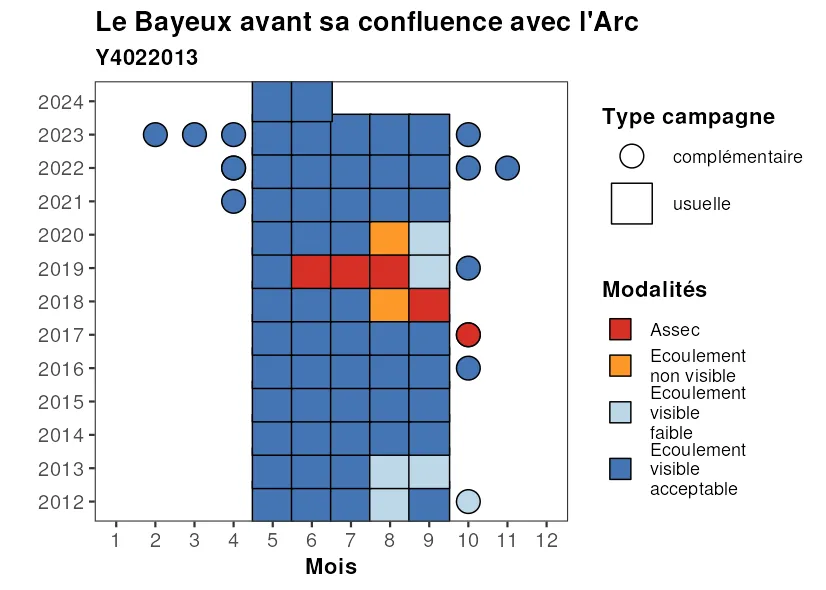 Le Bayeux avant sa confluence avec l'Arc
Y4022013
2024
2023
2022
2021
2020
2019
2018
2017
2016
2015
2014
2013
2012
1 2 3 4 5 6 7 8 9 10 11 12
Mois
Type campagne
complémentaire
usuelle
Modalités
Assec
Ecoulement
non visible
Ecoulement
visible
faible
Ecoulement
visible
acceptable